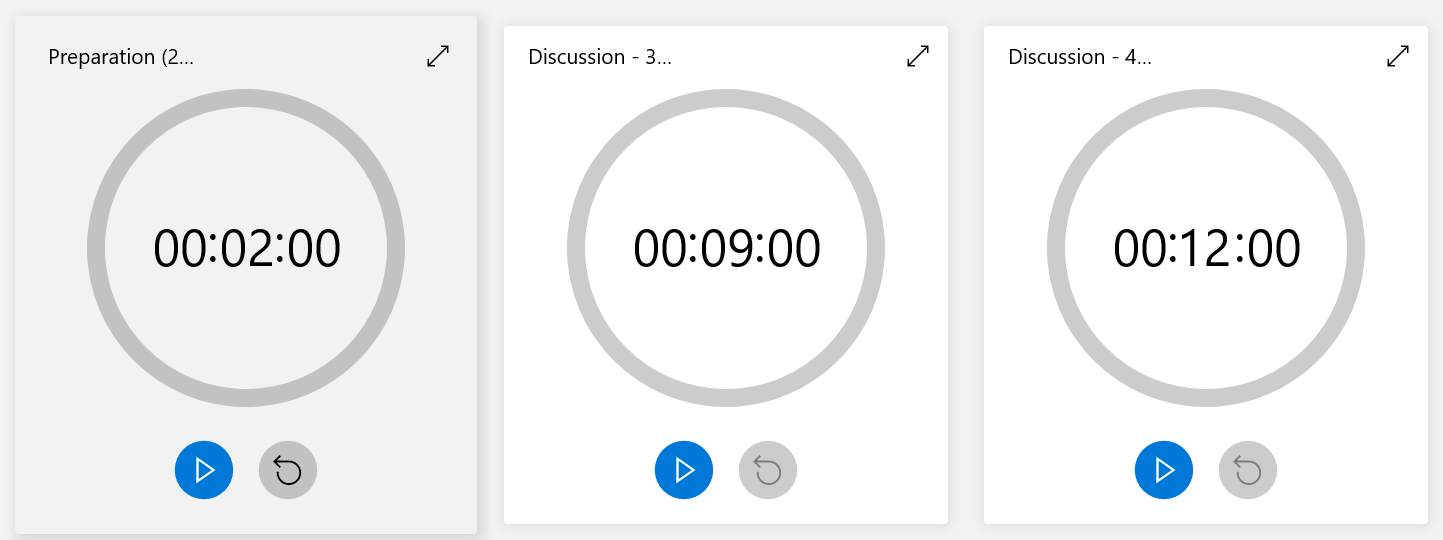 Preparation (2...
Discussion - 3...
Discussion - 4...
00:02:00
00:09:00
00:12:00